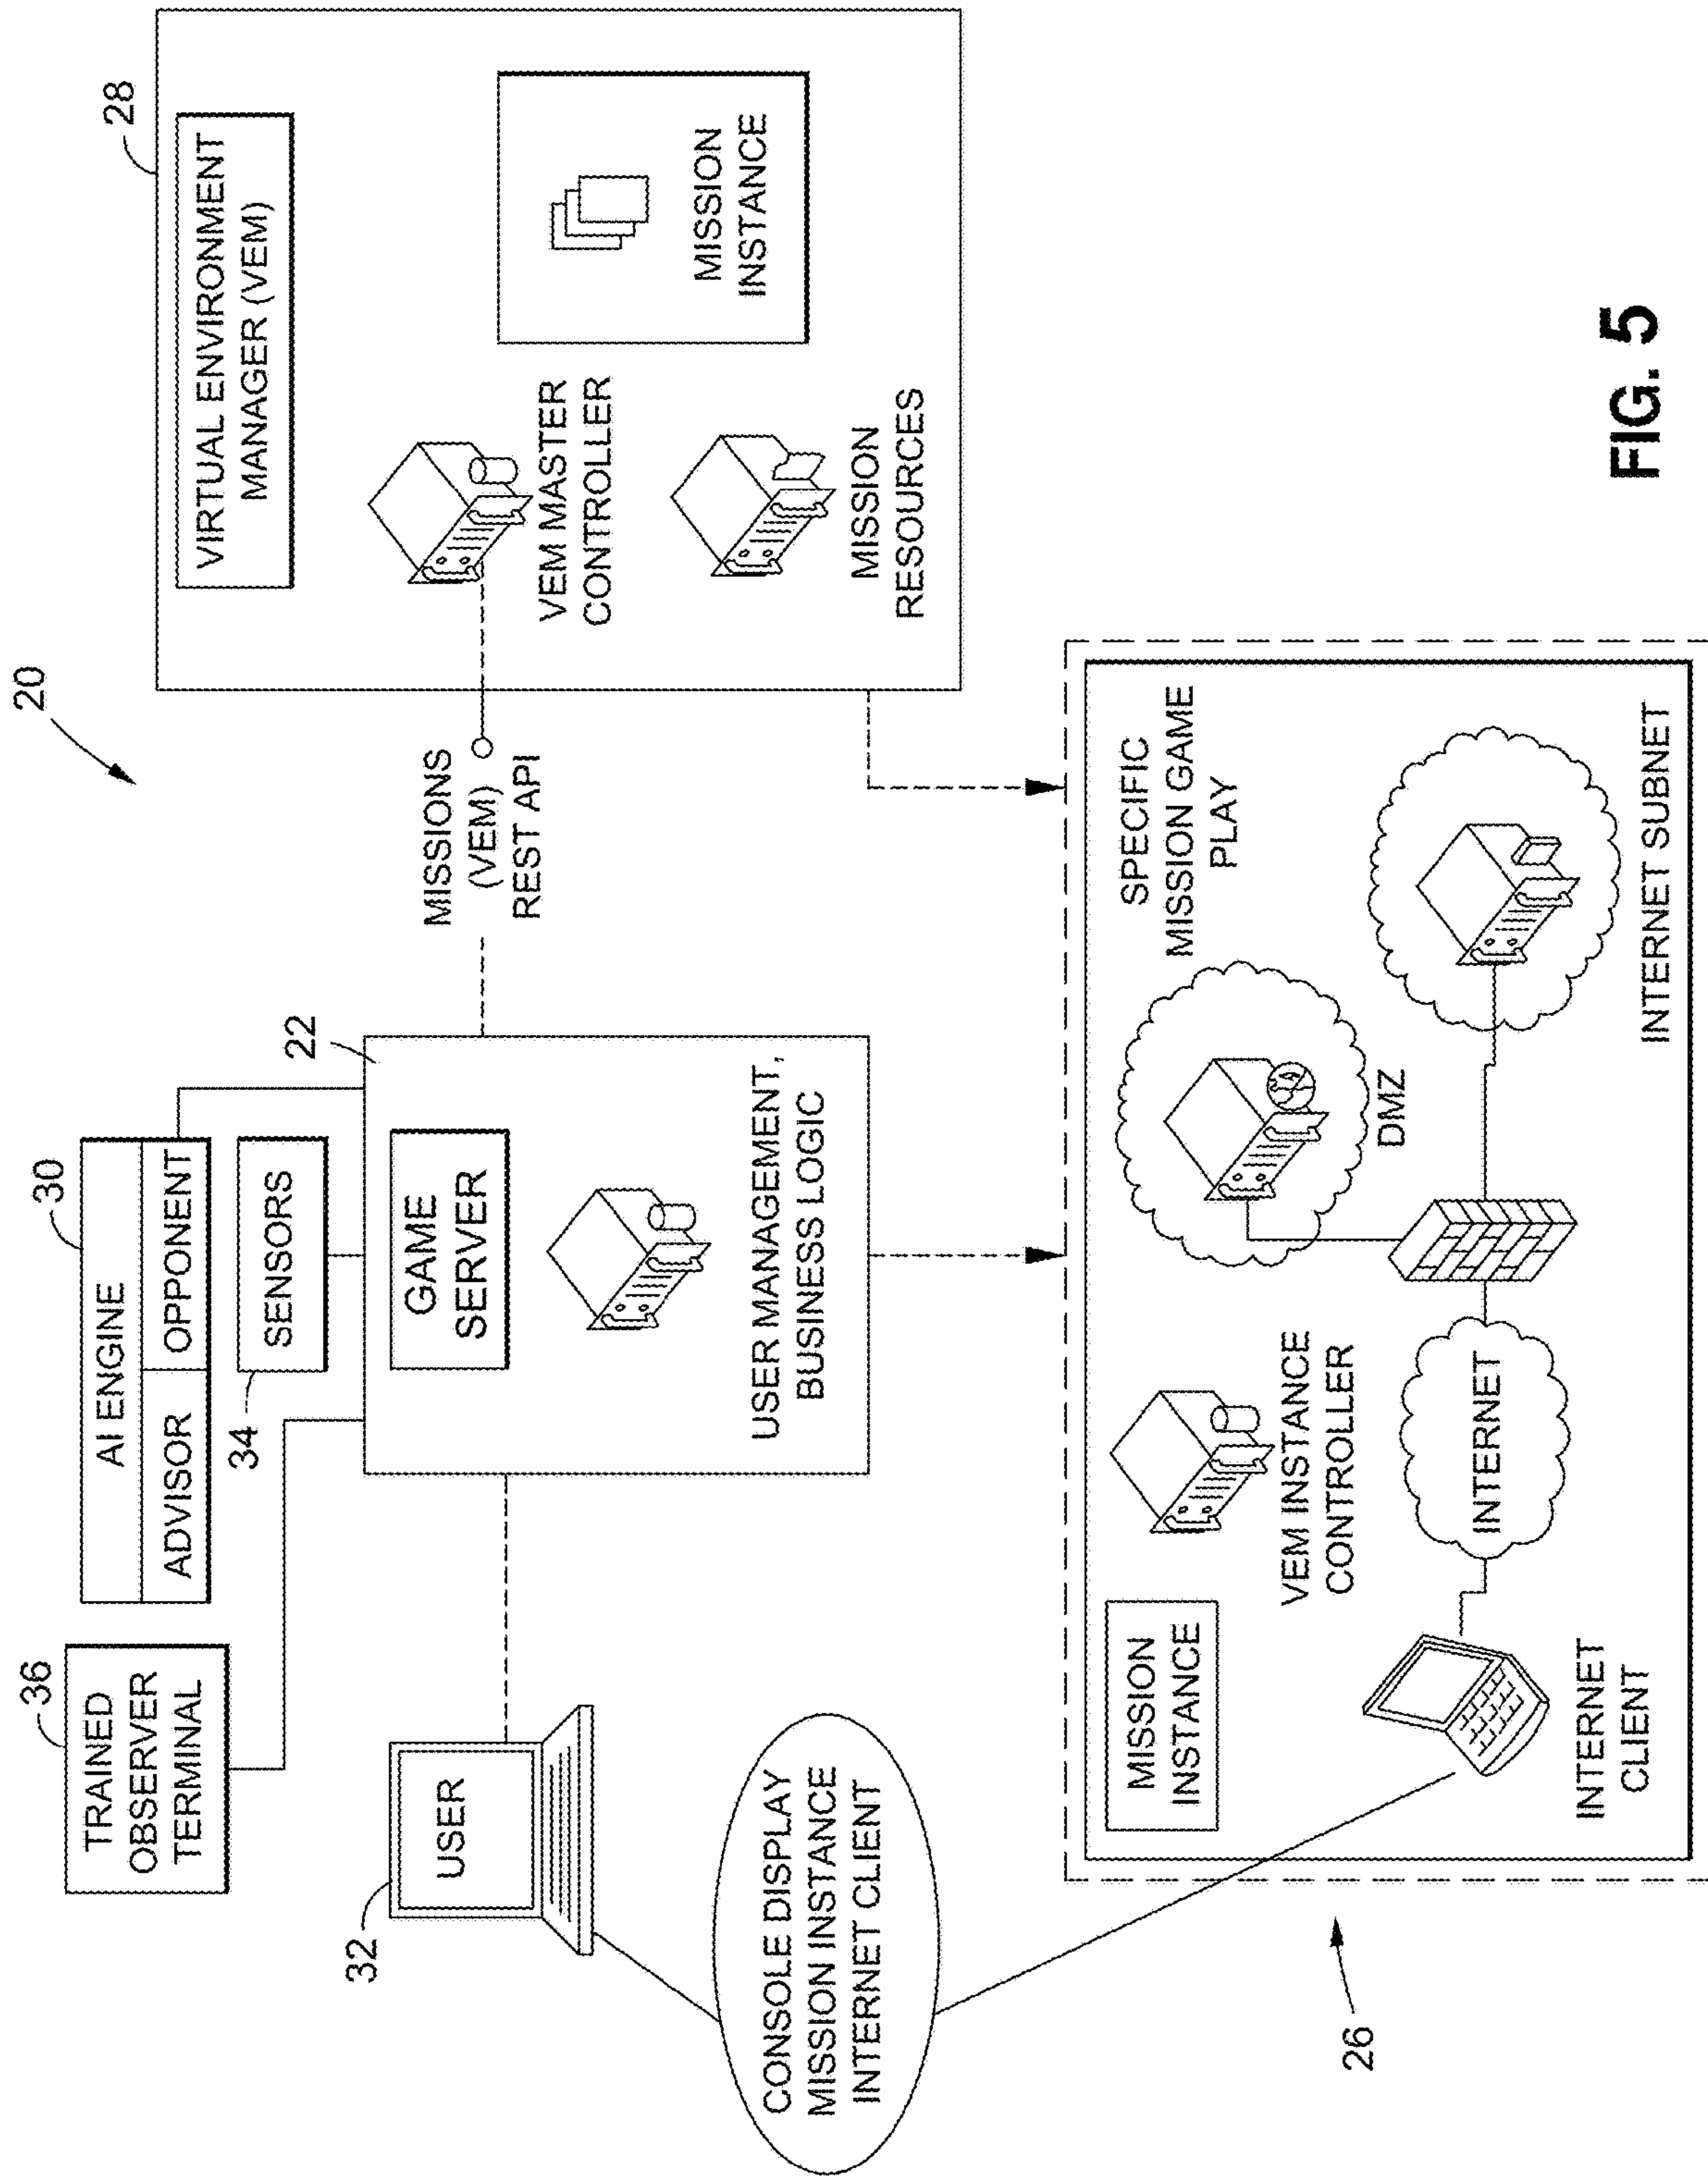 20
36
TRAINED
OBSERVER
TERMINAL
30
AI ENGINE
ADVISOR
OPPONENT
34
SENSORS
32
USER
22
GAME
SERVER
USER MANAGEMENT,
BUSINESS LOGIC
MISSIONS
(VEM)
REST API
28
VIRTUAL ENVIRONMENT
MANAGER (VEM)
VEM MASTER
CONTROLLER
MISSION
INSTANCE
MISSION
RESOURCES
CONSOLE DISPLAY
MISSION INSTANCE
INTERNET CLIENT
26
MISSION
INSTANCE
VEM INSTANCE
CONTROLLER
SPECIFIC
MISSION GAME
PLAY
DMZ
INTERNET
INTERNET
CLIENT
INTERNET SUBNET
FIG. 5